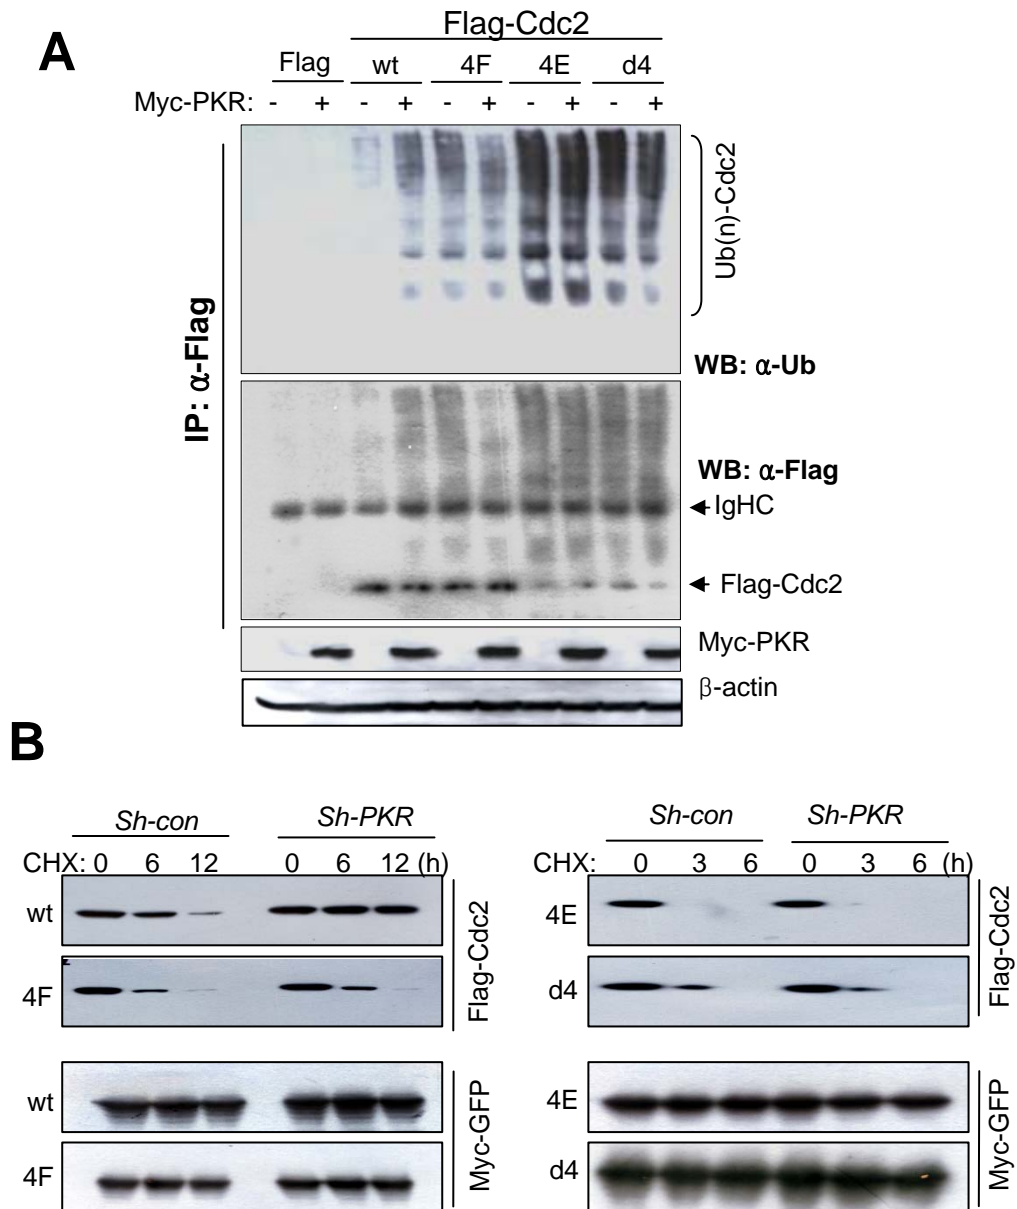 A
Flag-Cdc2
Flag wt 4F 4E d4
Myc-PKR: - + - + - + - + - +
IP: α-Flag
Ub(n)-Cdc2
WB: α-Ub
WB: α-Flag
IgHC
Flag-Cdc2
Myc-PKR
β-actin
B
Sh-con Sh-PKR
CHX: 0 6 12 0 6 12 (h)
wt
4F
Flag-Cdc2
wt
4F
Myc-GFP
Sh-con Sh-PKR
CHX: 0 3 6 0 3 6 (h)
4E
d4
Flag-Cdc2
4E
d4
Myc-GFP